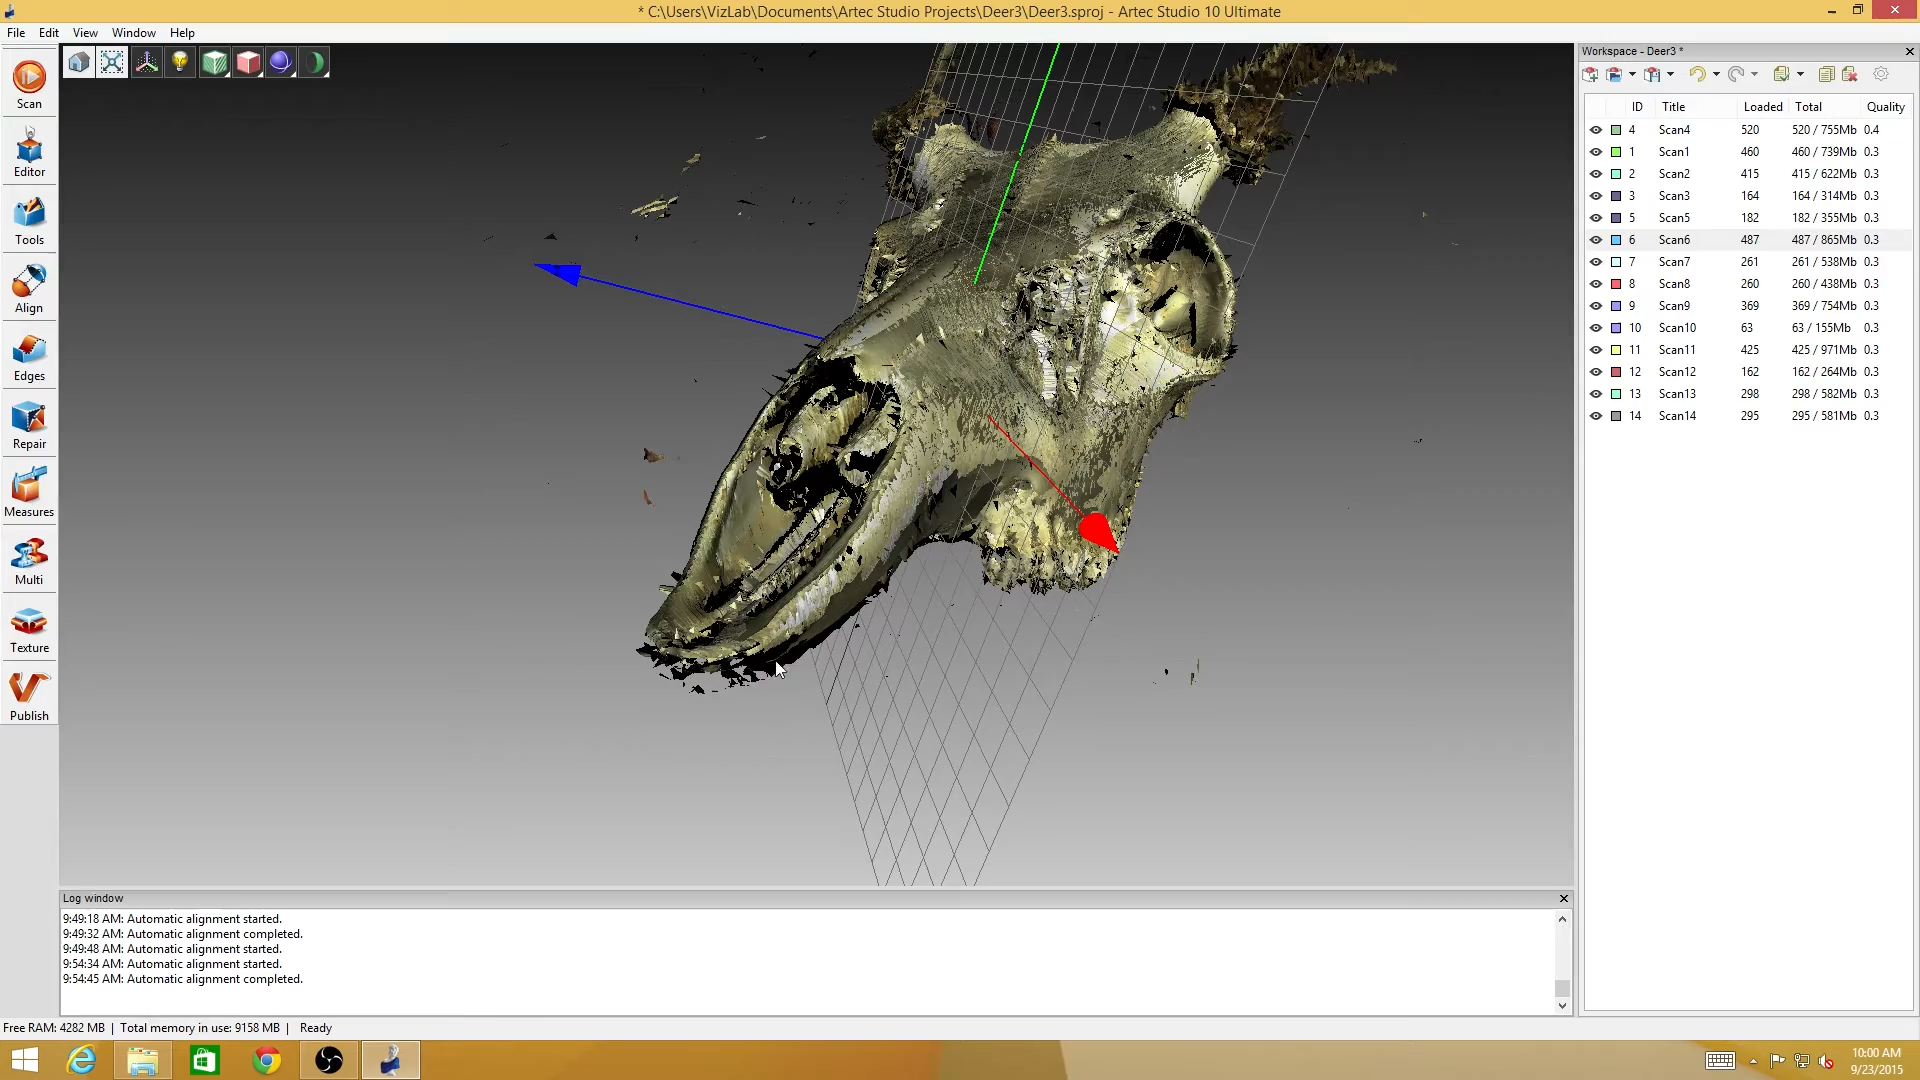 * C:\Users\VizLab\Documents\Artec Studio Projects\Deer3\Deer3.sproj - Artec Studio 10 Ultimate
File Edit View Window Help
Scan
Editor
Tools
Align
Edges
Repair
Measures
Multi
Texture
Publish
Workspace - Deer3 *
ID Title Loaded Total Quality
4 Scan4 520 520 / 755Mb 0.4
1 Scan1 460 460 / 739Mb 0.3
2 Scan2 415 415 / 622Mb 0.3
3 Scan3 164 164 / 314Mb 0.3
5 Scan5 182 182 / 355Mb 0.3
6 Scan6 487 487 / 865Mb 0.3
7 Scan7 261 261 / 538Mb 0.3
8 Scan8 260 260 / 438Mb 0.3
9 Scan9 369 369 / 754Mb 0.3
10 Scan10 63 63 / 155Mb 0.3
11 Scan11 425 425 / 971Mb 0.3
12 Scan12 162 162 / 264Mb 0.3
13 Scan13 298 298 / 582Mb 0.3
14 Scan14 295 295 / 581Mb 0.3
Log window
9:49:18 AM: Automatic alignment started.
9:49:32 AM: Automatic alignment completed.
9:49:48 AM: Automatic alignment started.
9:54:34 AM: Automatic alignment started.
9:54:45 AM: Automatic alignment completed.
Free RAM: 4282 MB | Total memory in use: 9158 MB | Ready
10:00 AM
9/23/2015